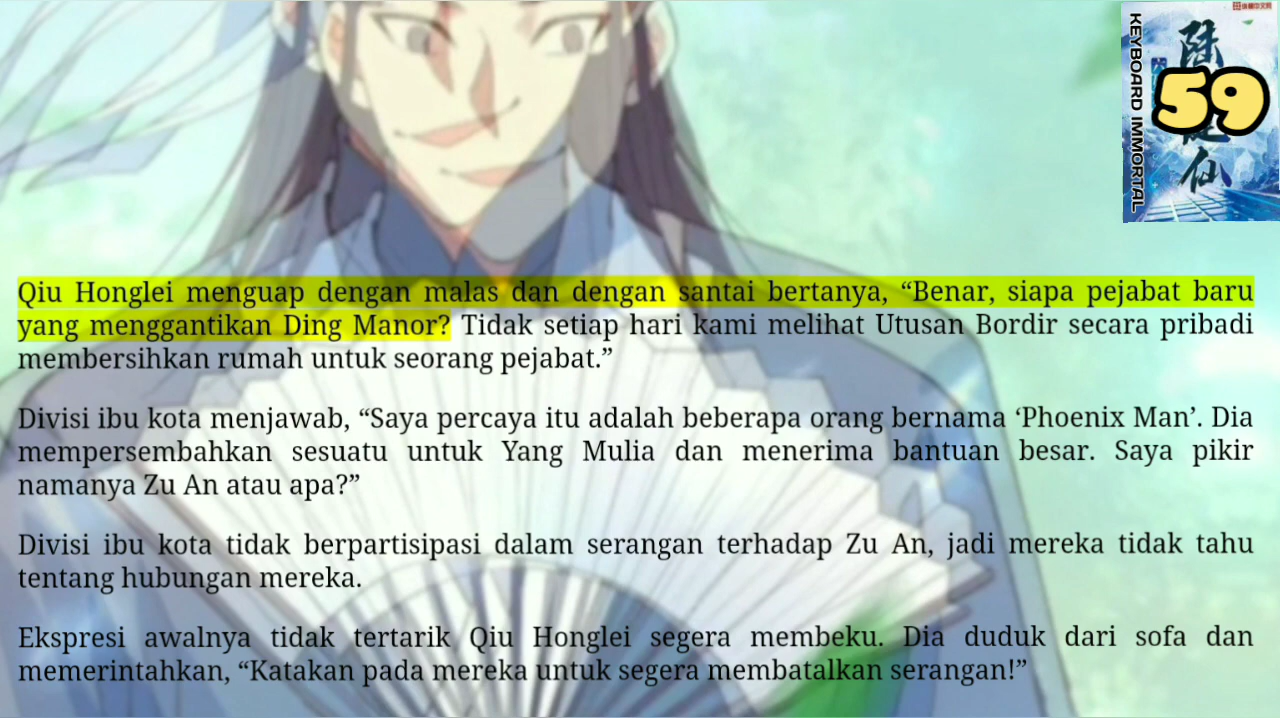 KEYBOARD IMMORTAL
59
仙
Qiu Honglei menguap dengan malas dan dengan santai bertanya, “Benar, siapa pejabat baru
yang menggantikan Ding Manor? Tidak setiap hari kami melihat Utusan Bordir secara pribadi
membersihkan rumah untuk seorang pejabat.”
Divisi ibu kota menjawab, “Saya percaya itu adalah beberapa orang bernama ‘Phoenix Man’. Dia
mempersembahkan sesuatu untuk Yang Mulia dan menerima bantuan besar. Saya pikir
namanya Zu An atau apa?”
Divisi ibu kota tidak berpartisipasi dalam serangan terhadap Zu An, jadi mereka tidak tahu
tentang hubungan mereka.
Ekspresi awalnya tidak tertarik Qiu Honglei segera membeku. Dia duduk dari sofa dan
memerintahkan, “Katakan pada mereka untuk segera membatalkan serangan!”